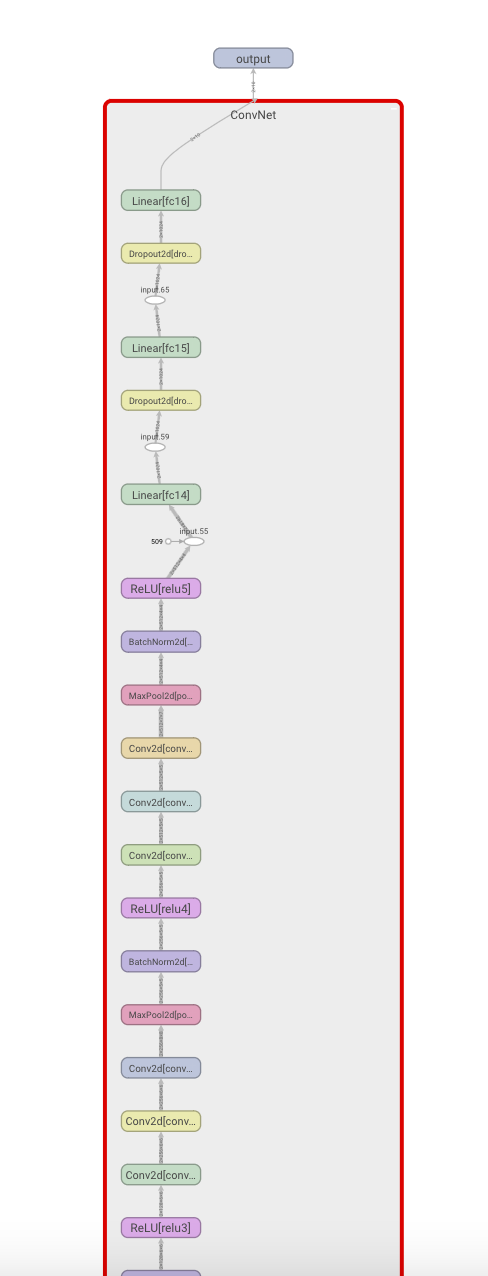 output
ConvNet
Linear[fc16]
Dropout2d[dro...
input.65
Linear[fc15]
Dropout2d[dro...
input.59
Linear[fc14]
input.55
509
ReLU[relu5]
BatchNorm2d[...
MaxPool2d[po...
Conv2d[conv...
Conv2d[conv...
Conv2d[conv...
ReLU[relu4]
BatchNorm2d[...
MaxPool2d[po...
Conv2d[conv...
Conv2d[conv...
Conv2d[conv...
ReLU[relu3]